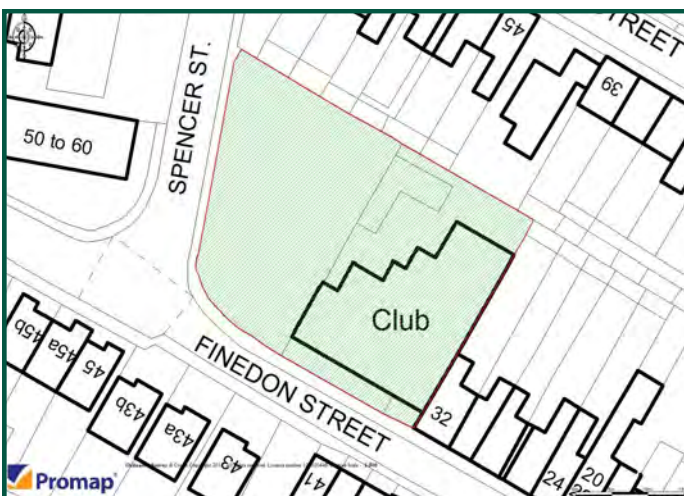 STREET
45
39
SPENCER ST.
50 to 60
Club
FINEDON STREET
45b
45a
45
43b
43a
43
41
32
24
20
Promap®